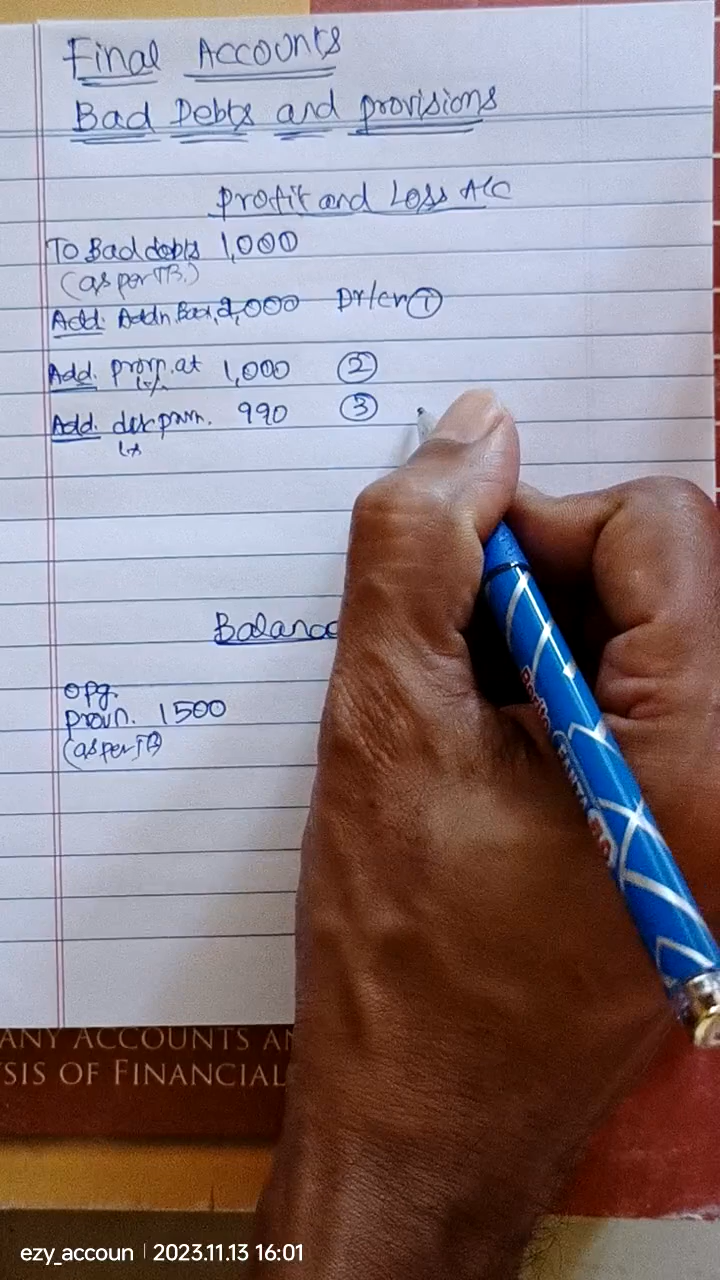 Final Accounts
Bad Debts and provisions
Profit and Loss A/C
To Bad debts 1,000
(as per TB.)
Add. Addn. Bad, 2,000 Dr/cr ①
Add. provn. at 1,000 ②
1%
Add. dis provn. 990 ③
1%
Balance
opg.
provn. 1500
(as per TB
ANY ACCOUNTS AN
SIS OF FINANCIAL
ezy_accoun | 2023.11.13 16:01